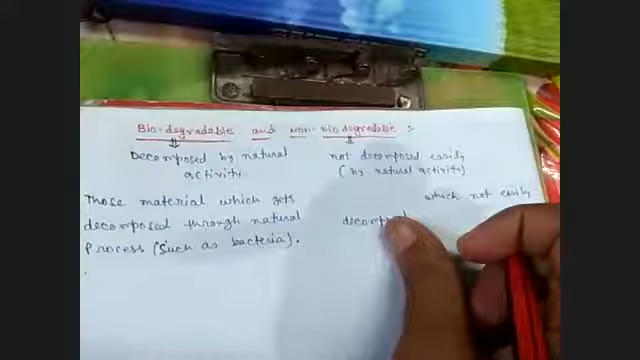 Bio-degradable and non-biodegradable :
Decomposed by natural activity
not decomposed easily (by natural activity)
Those material which gets decomposed through natural Process (such as bacteria).
which not easily
decomposed